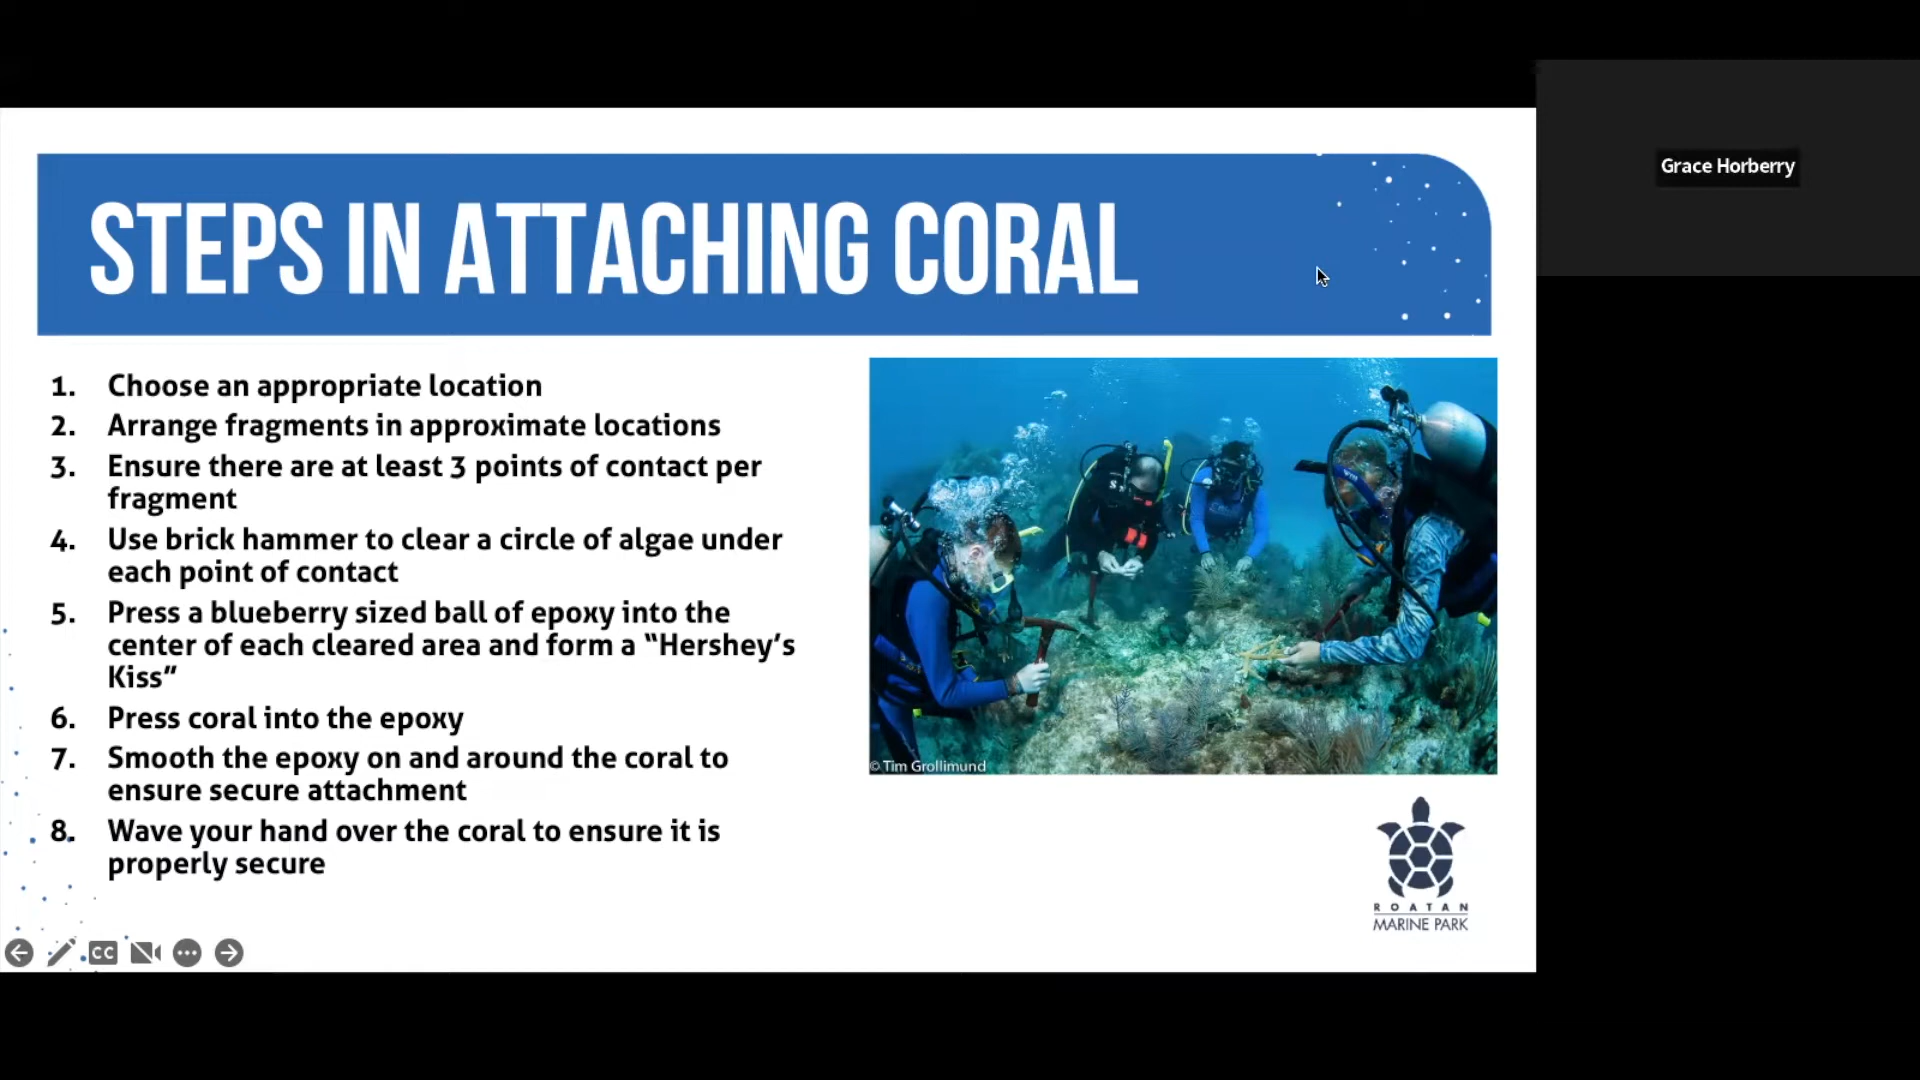 Grace Horberry
STEPS IN ATTACHING CORAL
1. Choose an appropriate location
2. Arrange fragments in approximate locations
3. Ensure there are at least 3 points of contact per
fragment
4. Use brick hammer to clear a circle of algae under
each point of contact
5. Press a blueberry sized ball of epoxy into the
center of each cleared area and form a “Hershey’s
Kiss”
6. Press coral into the epoxy
7. Smooth the epoxy on and around the coral to
ensure secure attachment
8. Wave your hand over the coral to ensure it is
properly secure
© Tim Grollimund
ROATAN
MARINE PARK
CC